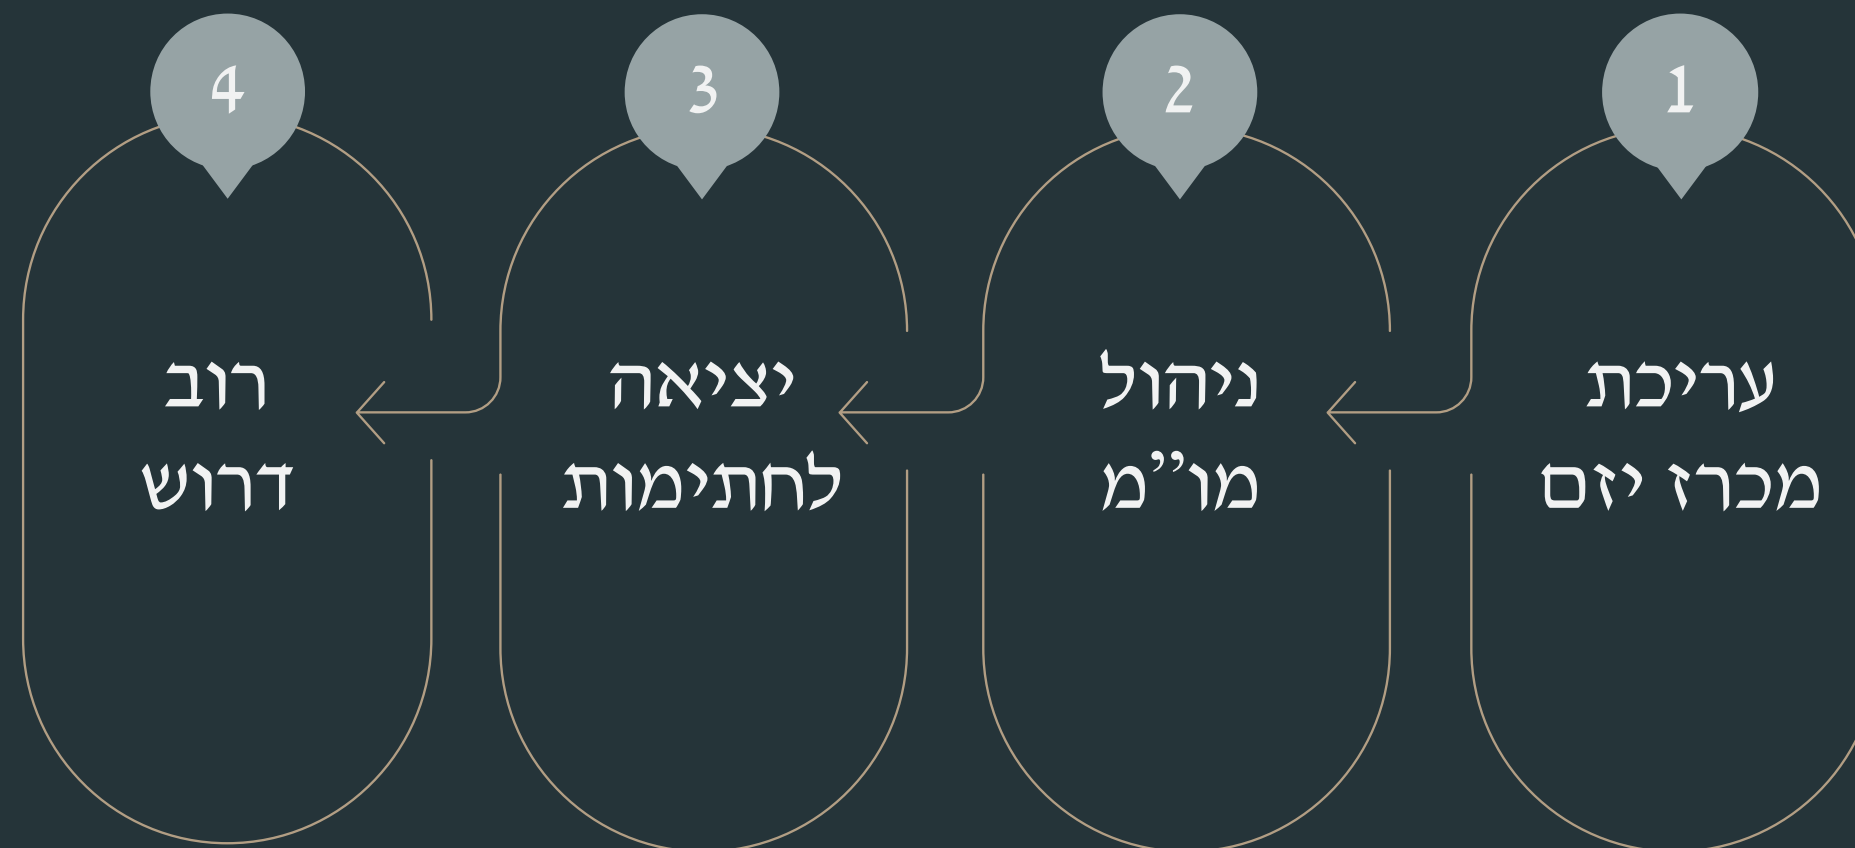 1
עריכת
מכרז יזם
2
ניהול
מו״מ
3
יציאה
לחתימות
4
רוב
דרוש